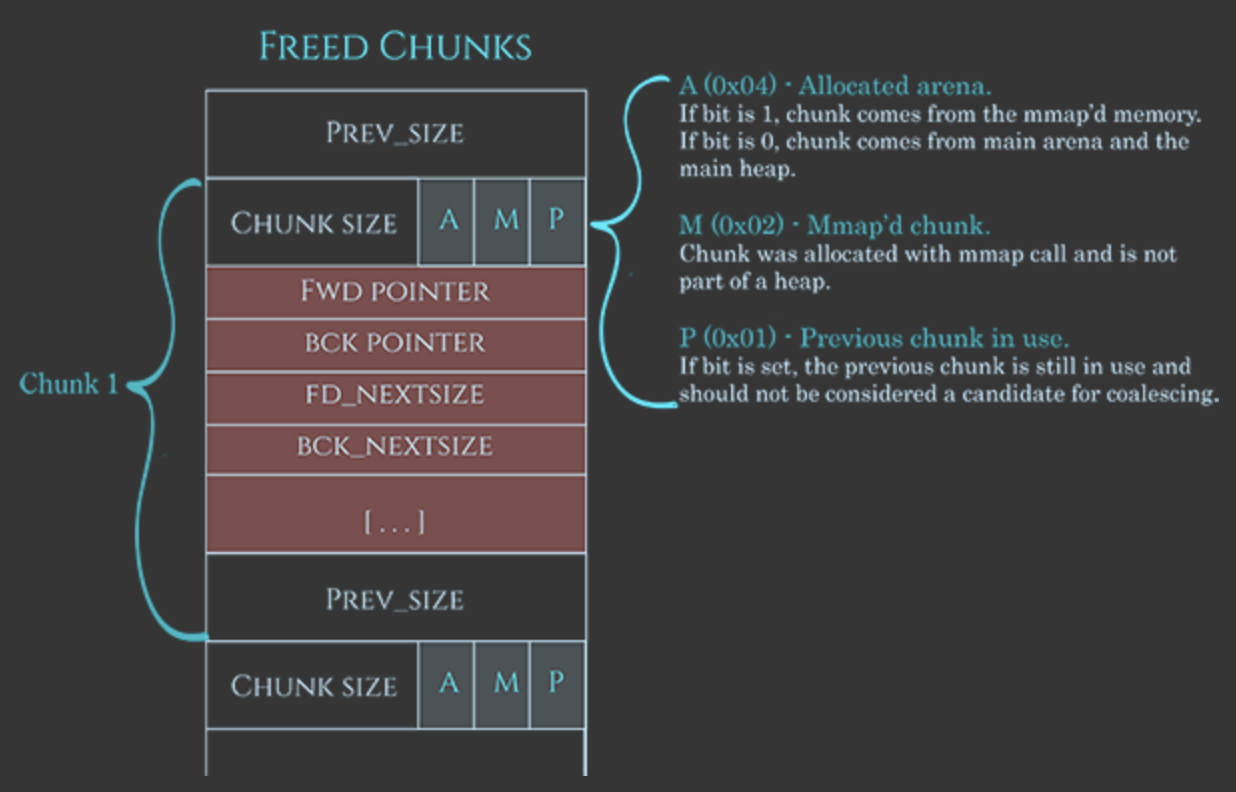 FREED CHUNKS
PREV_SIZE
CHUNK SIZE A M P
FWD POINTER
BCK POINTER
FD_NEXTSIZE
BCK_NEXTSIZE
[...]
PREV_SIZE
CHUNK SIZE A M P
Chunk 1
A (0x04) - Allocated arena.
If bit is 1, chunk comes from the mmap'd memory.
If bit is 0, chunk comes from main arena and the
main heap.
M (0x02) - Mmap'd chunk.
Chunk was allocated with mmap call and is not
part of a heap.
P (0x01) - Previous chunk in use.
If bit is set, the previous chunk is still in use and
should not be considered a candidate for coalescing.